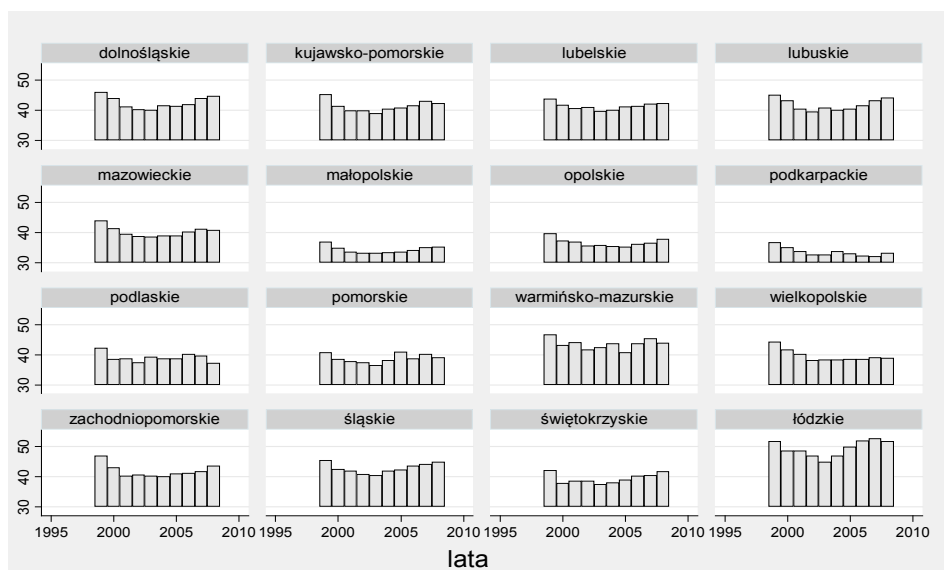 dolnośląskie kujawsko-pomorskie lubelskie lubuskie
50
40
30
mazowieckie małopolskie opolskie podkarpackie
50
40
30
podlaskie pomorskie warmińsko-mazurskie wielkopolskie
50
40
30
zachodniopomorskie śląskie świętokrzyskie łódzkie
50
40
30
1995 2000 2005 2010 1995 2000 2005 2010 1995 2000 2005 2010 1995 2000 2005 2010
lata